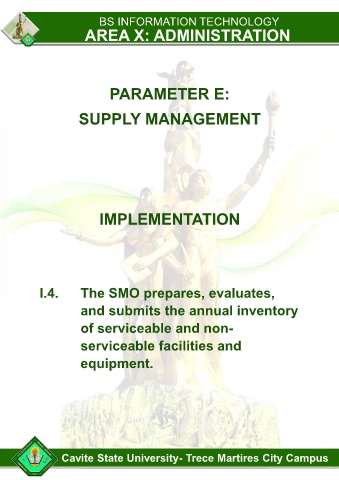 BS INFORMATION TECHNOLOGY
AREA X: ADMINISTRATION
PARAMETER E:
SUPPLY MANAGEMENT
IMPLEMENTATION
I.4. The SMO prepares, evaluates,
and submits the annual inventory
of serviceable and non-
serviceable facilities and
equipment.
Cavite State University- Trece Martires City Campus